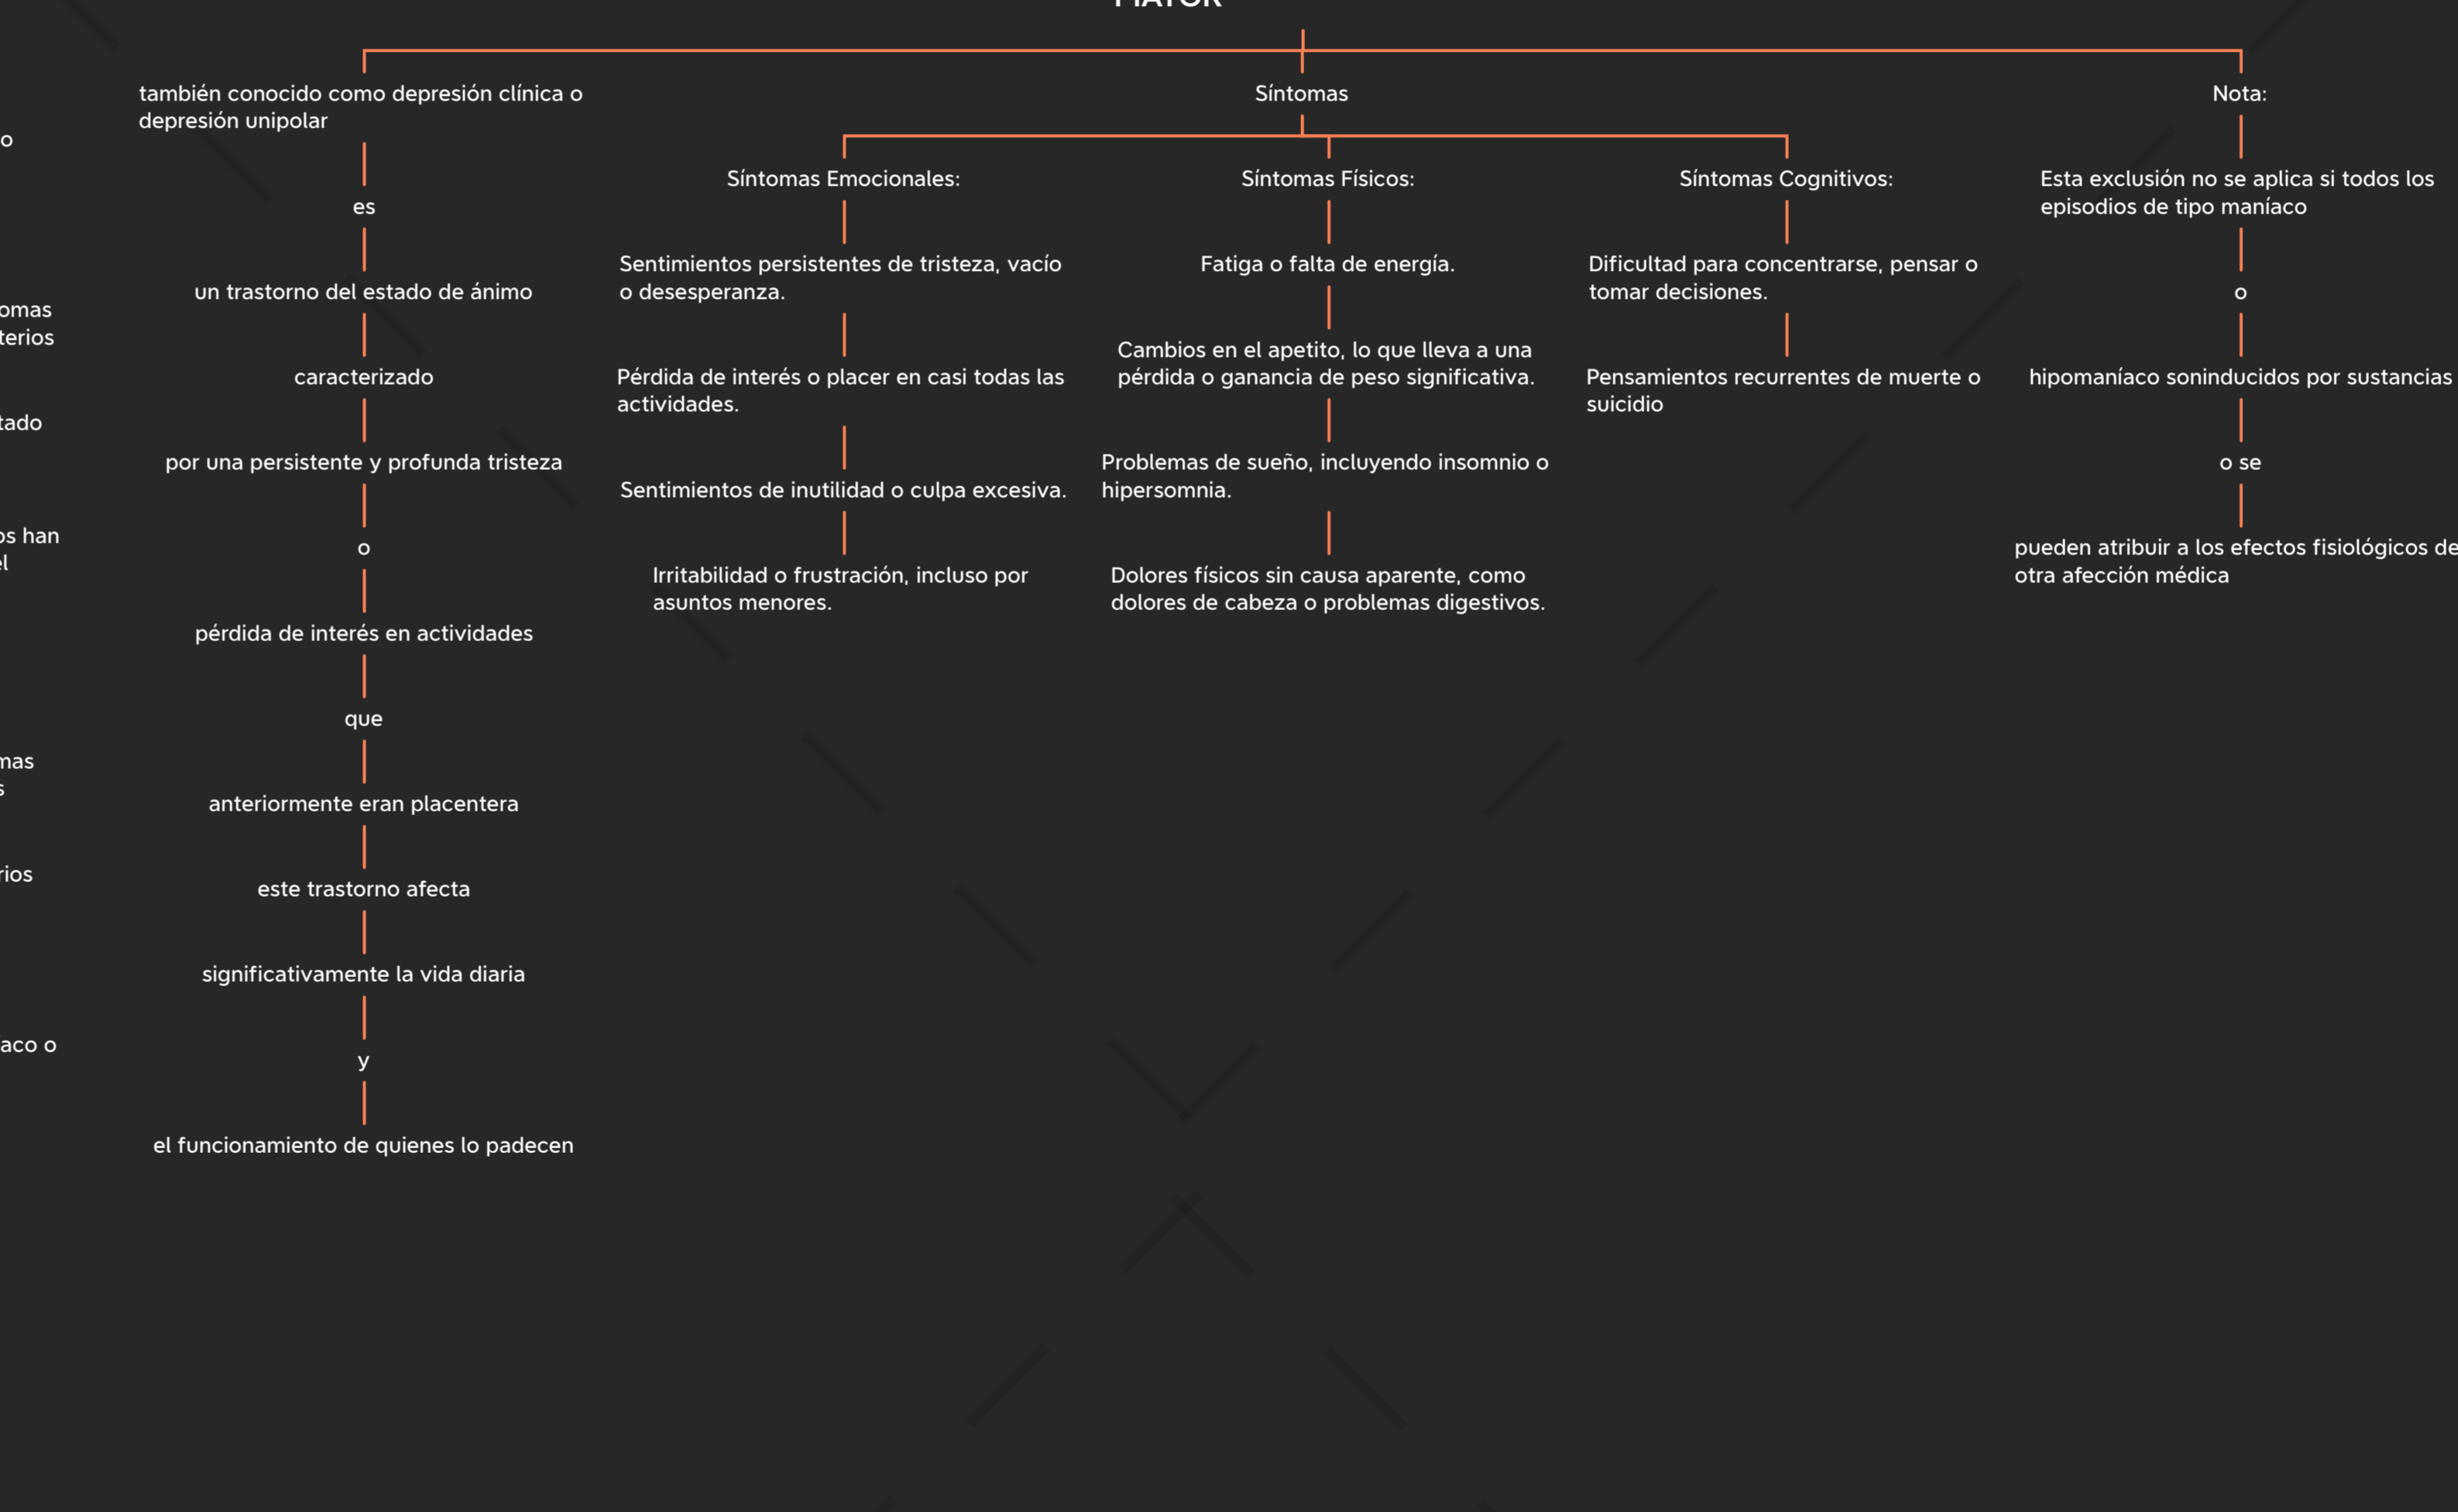 también conocido como depresión clínica o
depresión unipolar
es
un trastorno del estado de ánimo
caracterizado
por una persistente y profunda tristeza
o
pérdida de interés en actividades
que
anteriormente eran placentera
este trastorno afecta
significativamente la vida diaria
y
el funcionamiento de quienes lo padecen
Síntomas
Síntomas Emocionales:
Sentimientos persistentes de tristeza, vacío
o desesperanza.
Pérdida de interés o placer en casi todas las
actividades.
Sentimientos de inutilidad o culpa excesiva.
Irritabilidad o frustración, incluso por
asuntos menores.
Síntomas Físicos:
Fatiga o falta de energía.
Cambios en el apetito, lo que lleva a una
pérdida o ganancia de peso significativa.
Problemas de sueño, incluyendo insomnio o
hipersomnia.
Dolores físicos sin causa aparente, como
dolores de cabeza o problemas digestivos.
Síntomas Cognitivos:
Dificultad para concentrarse, pensar o
tomar decisiones.
Pensamientos recurrentes de muerte o
suicidio
Nota:
Esta exclusión no se aplica si todos los
episodios de tipo maníaco
o
hipomaníaco soninducidos por sustancias
o se
pueden atribuir a los efectos fisiológicos de
otra afección médica
o
os han
aco o